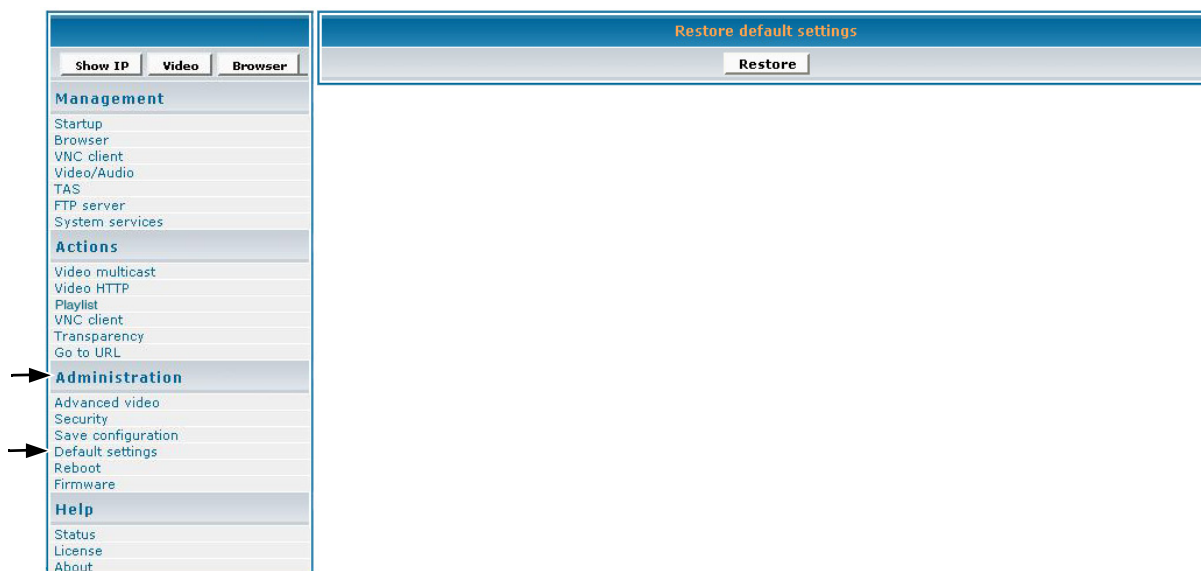 Show IP Video Browser
Management
Startup
Browser
VNC client
Video/Audio
TAS
FTP server
System services
Actions
Video multicast
Video HTTP
Playlist
VNC client
Transparency
Go to URL
Administration
Advanced video
Security
Save configuration
Default settings
Reboot
Firmware
Help
Status
License
About
Restore default settings
Restore